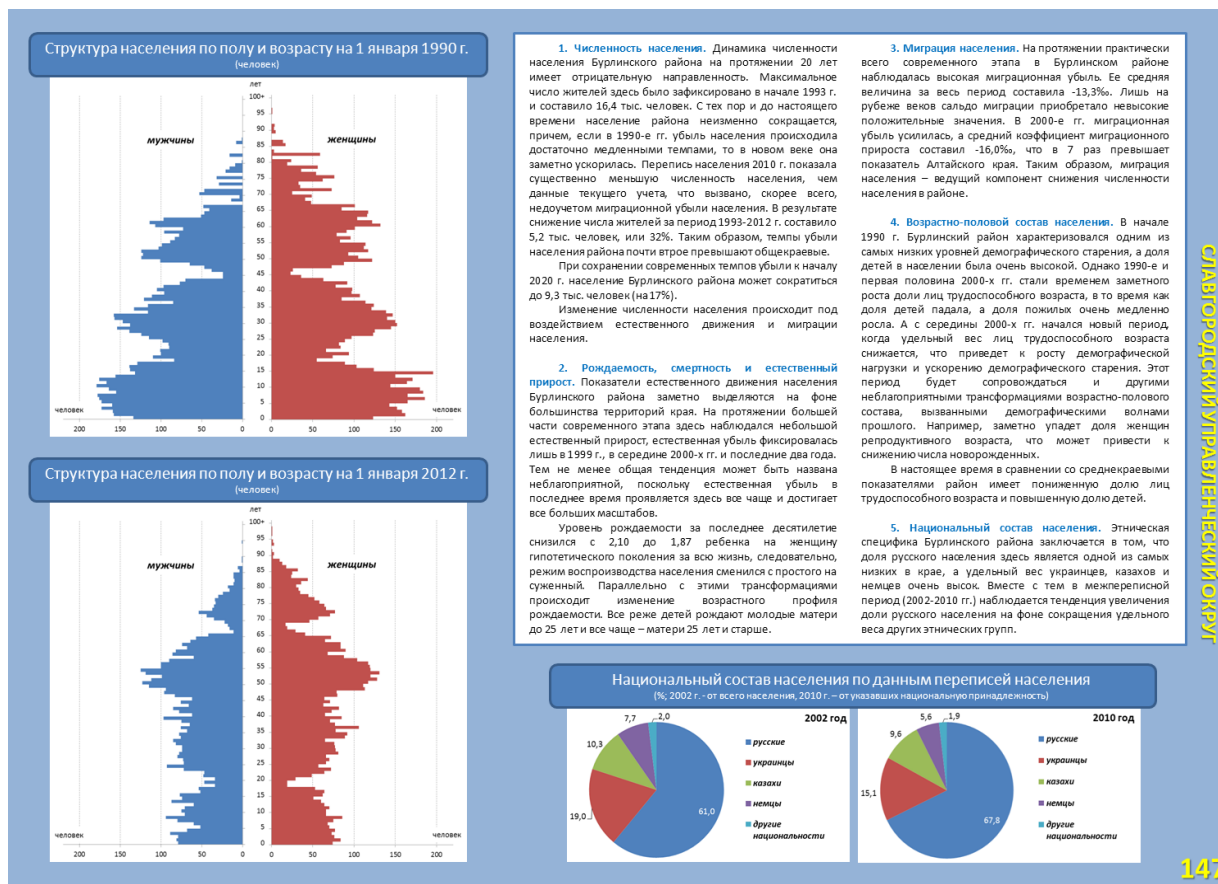 Структура населения по полу и возрасту на 1 января 1990 г.
(человек)
лет
100+
90
мужчины
женщины
85
80
75
70
65
60
55
50
45
40
35
30
25
20
15
10
5
человек
0
человек
200 150 100 50 0 0 50 100 150 200
Структура населения по полу и возрасту на 1 января 2012 г.
(человек)
лет
100+
95
90
мужчины
женщины
85
80
75
70
65
60
55
50
45
40
35
30
25
20
15
10
5
человек
0
человек
200 150 100 50 0 0 50 100 150 200
1. Численность населения. Динамика численности
населения Бурлинского района на протяжении 20 лет
имеет отрицательную направленность. Максимальное
число жителей здесь было зафиксировано в начале 1993 г.
и составило 16,4 тыс. человек. С тех пор и до настоящего
времени население района неизменно сокращается,
причем, если в 1990-е гг. убыль населения происходила
достаточно медленными темпами, то в новом веке она
заметно ускорилась. Перепись населения 2010 г. показала
существенно меньшую численность населения, чем
данные текущего учета, что вызвано, скорее всего,
недоучетом миграционной убыли населения. В результате
снижение числа жителей за период 1993-2012 г. составило
5,2 тыс. человек, или 32%. Таким образом, темпы убыли
населения района почти втрое превышают общекраевые.
При сохранении современных темпов убыли к началу
2020 г. население Бурлинского района может сократиться
до 9,3 тыс. человек (на 17%).
Изменение численности населения происходит под
воздействием естественного движения и миграции
населения.
2. Рождаемость, смертность и естественный
прирост. Показатели естественного движения населения
Бурлинского района заметно выделяются на фоне
большинства территорий края. На протяжении большей
части современного этапа здесь наблюдался небольшой
естественный прирост, естественная убыль фиксировалась
лишь в 1999 г., в середине 2000-х гг. и последние два года.
Тем не менее общая тенденция может быть названа
неблагоприятной, поскольку естественная убыль в
последнее время проявляется здесь все чаще и достигает
все больших масштабов.
Уровень рождаемости за последнее десятилетие
снизился с 2,10 до 1,87 ребенка на женщину
гипотетического поколения за всю жизнь, следовательно,
режим воспроизводства населения сменился с простого на
суженный. Параллельно с этими трансформациями
происходит изменение возрастного профиля
рождаемости. Все реже детей рождают молодые матери
до 25 лет и все чаще – матери 25 лет и старше.
3. Миграция населения. На протяжении практически
всего современного этапа в Бурлинском районе
наблюдалась высокая миграционная убыль. Ее средняя
величина за весь период составила -13,3‰. Лишь на
рубеже веков сальдо миграции приобретало невысокие
положительные значения. В 2000-е гг. миграционная
убыль усилилась, а средний коэффициент миграционного
прироста составил -16,0‰, что в 7 раз превышает
показатель Алтайского края. Таким образом, миграция
населения – ведущий компонент снижения численности
населения в районе.
4. Возрастно-половой состав населения. В начале
1990 г. Бурлинский район характеризовался одним из
самых низких уровней демографического старения, а доля
детей в населении была очень высокой. Однако 1990-е и
первая половина 2000-х гг. стали временем заметного
роста доли лиц трудоспособного возраста, в то время как
доля детей падала, а доля пожилых очень медленно
росла. А с середины 2000-х гг. начался новый период,
когда удельный вес лиц трудоспособного возраста
снижается, что приведет к росту демографической
нагрузки и ускорению демографического старения. Этот
период будет сопровождаться и другими
неблагоприятными трансформациями возрастно-полового
состава, вызванными демографическими волнами
прошлого. Например, заметно упадет доля женщин
репродуктивного возраста, что может привести к
снижению числа новорожденных.
В настоящее время в сравнении со среднекраевыми
показателями район имеет пониженную долю лиц
трудоспособного возраста и повышенную долю детей.
5. Национальный состав населения. Этническая
специфика Бурлинского района заключается в том, что
доля русского населения здесь является одной из самых
низких в крае, а удельный вес украинцев, казахов и
немцев очень высок. Вместе с тем в межпереписной
период (2002-2010 гг.) наблюдается тенденция увеличения
доли русского населения на фоне сокращения удельного
веса других этнических групп.
СЛАВГОРОДСКИЙ УПРАВЛЕНЧЕСКИЙ ОКРУГ
Национальный состав населения по данным переписей населения
(%; 2002 г. - от всего населения, 2010 г. – от указавших национальную принадлежность)
2002 год
7,7
2,0
10,3
19,0
61,0
русские
украинцы
казахи
немцы
другие
национальности
2010 год
5,6
1,9
9,6
15,1
67,8
русские
украинцы
казахи
немцы
другие
национальности
147